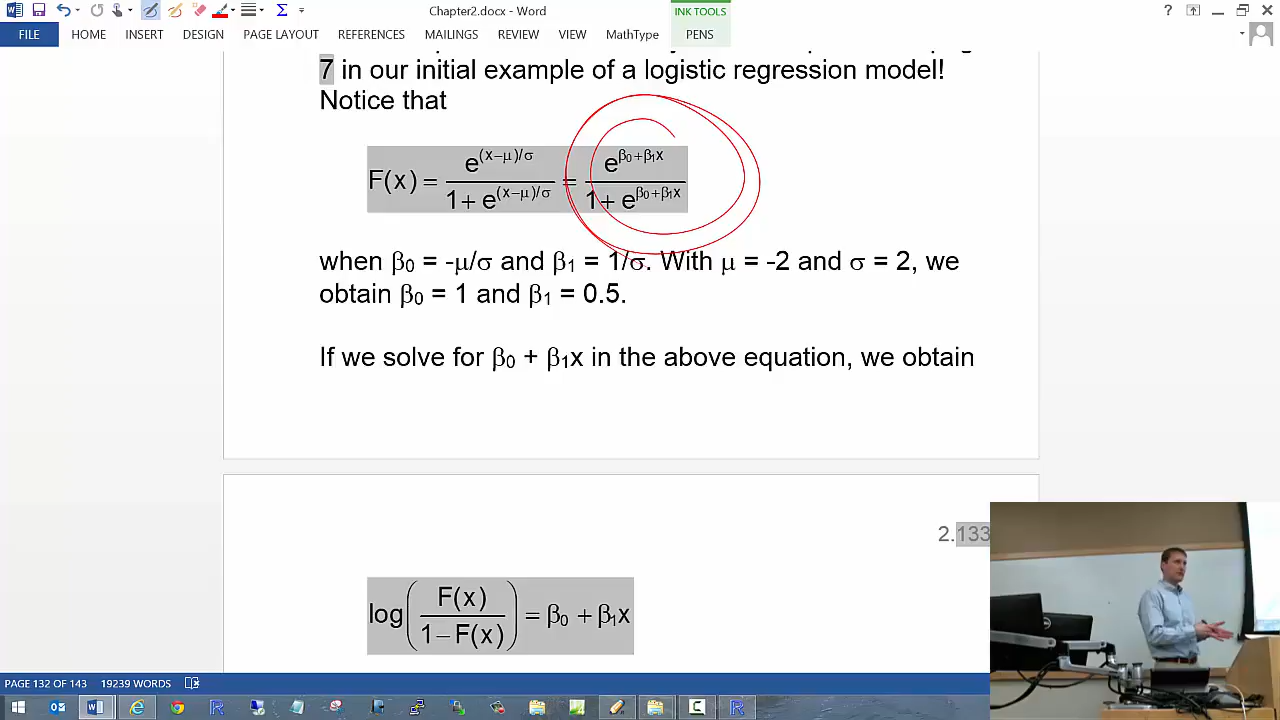 Chapter2.docx - Word
INK TOOLS
FILE HOME INSERT DESIGN PAGE LAYOUT REFERENCES MAILINGS REVIEW VIEW MathType PENS
7 in our initial example of a logistic regression model!
Notice that
F(x) = e^(x−μ)/σ / 1 + e^(x−μ)/σ = e^β₀+β₁x / 1 + e^β₀+β₁x
when β₀ = -μ/σ and β₁ = 1/σ. With μ = -2 and σ = 2, we
obtain β₀ = 1 and β₁ = 0.5.
If we solve for β₀ + β₁x in the above equation, we obtain
2.133
log(F(x) / 1 − F(x)) = β₀ + β₁x
PAGE 132 OF 143 19239 WORDS